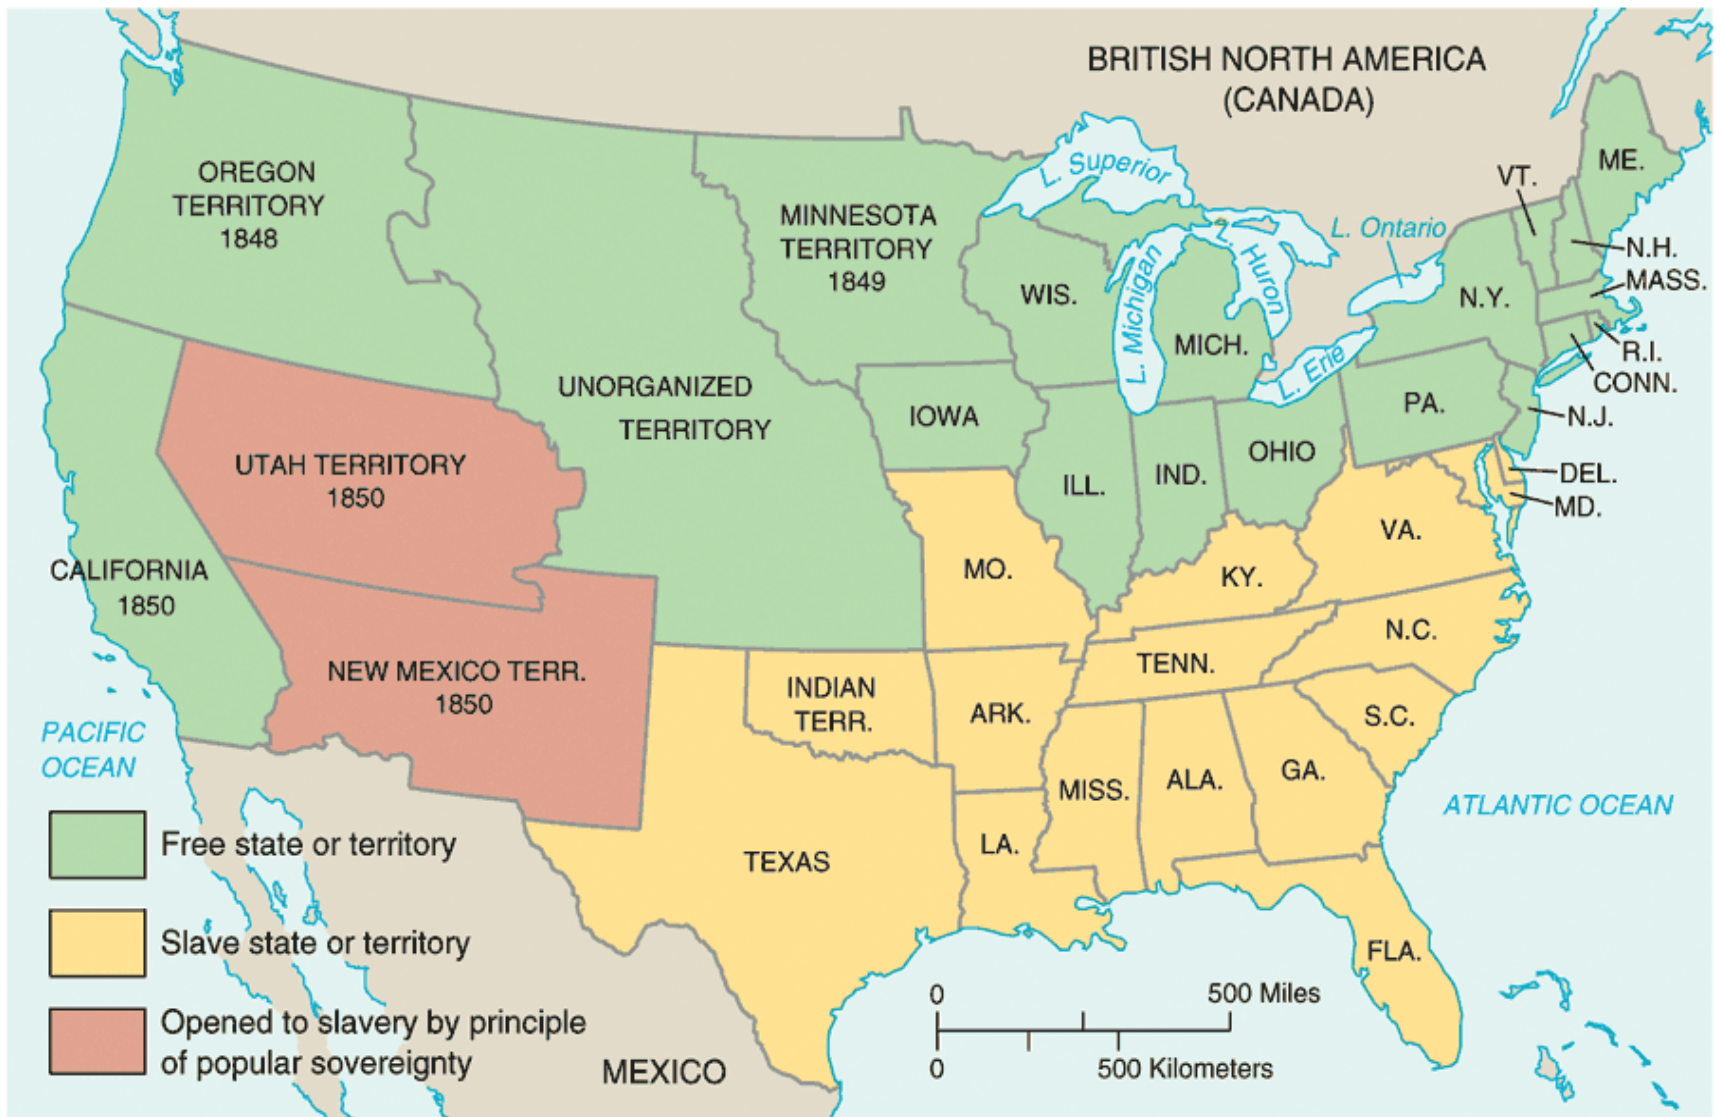 BRITISH NORTH AMERICA
(CANADA)
OREGON
TERRITORY
1848
MINNESOTA
TERRITORY
1849
L. Superior
L. Michigan
L. Huron
L. Ontario
L. Erie
ME.
VT.
N.H.
MASS.
R.I.
CONN.
N.Y.
N.J.
PA.
DEL.
MD.
WIS.
MICH.
UNORGANIZED
TERRITORY
IOWA
ILL.
IND.
OHIO
UTAH TERRITORY
1850
CALIFORNIA
1850
MO.
KY.
VA.
NEW MEXICO TERR.
1850
INDIAN
TERR.
ARK.
TENN.
N.C.
S.C.
MISS.
ALA.
GA.
LA.
TEXAS
FLA.
PACIFIC
OCEAN
ATLANTIC OCEAN
MEXICO
Free state or territory
Slave state or territory
Opened to slavery by principle
of popular sovereignty
0 500 Miles
0 500 Kilometers